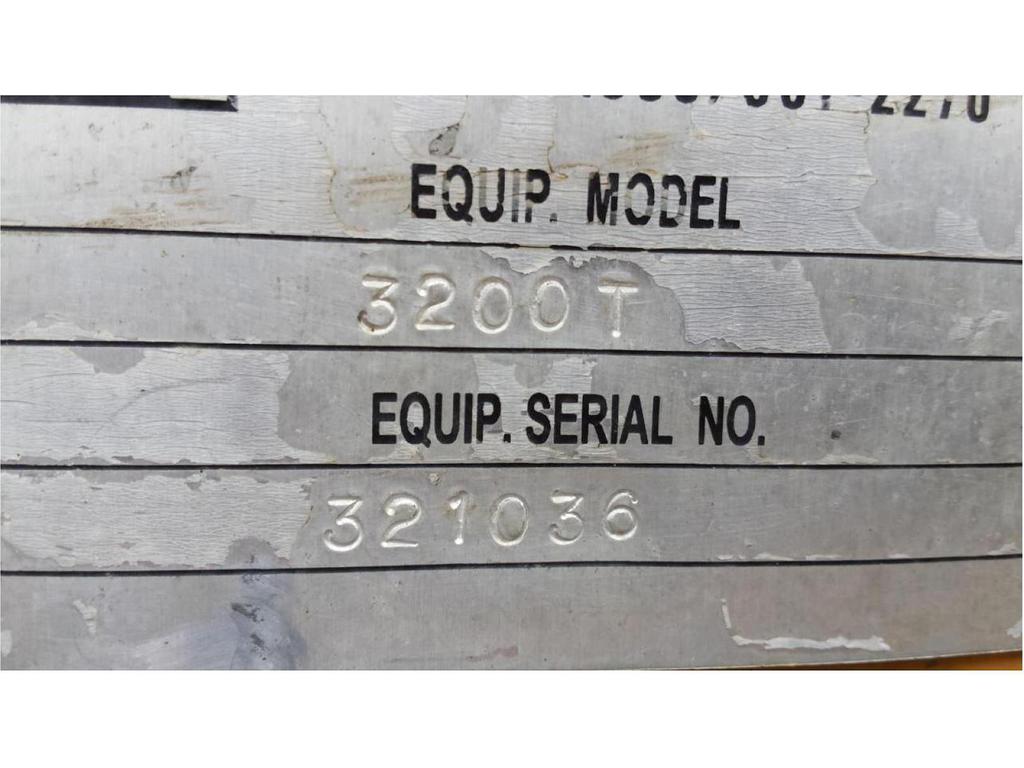 EQUIP. MODEL
3200T
EQUIP. SERIAL NO.
321036